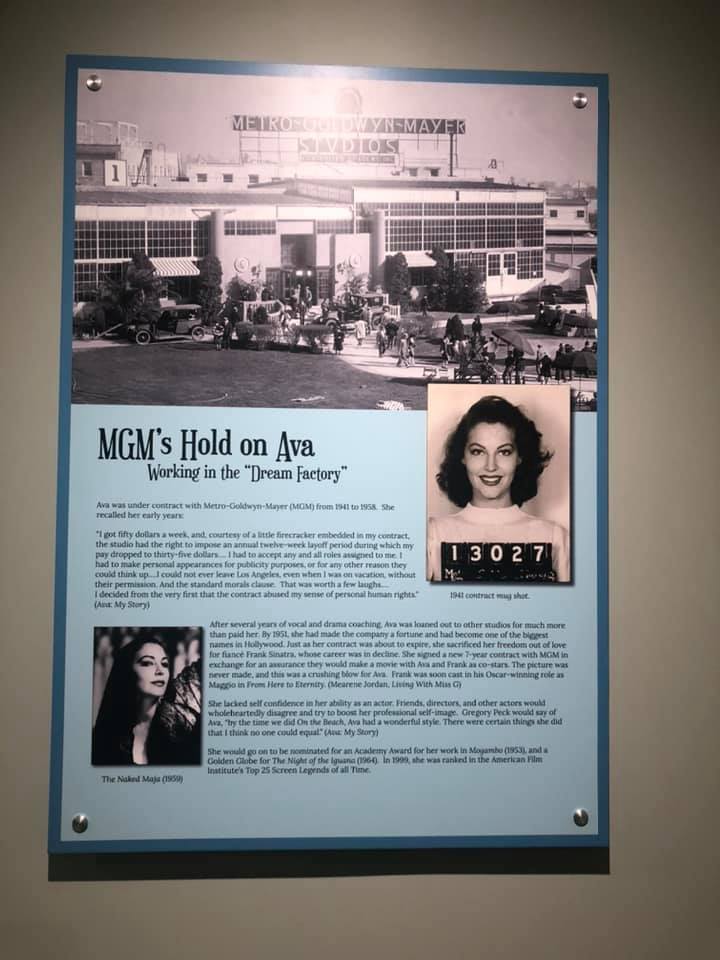 METRO-GOLDWYN-MAYER
STUDIOS
1
MGM's Hold on Ava
Working in the "Dream Factory"
Ava was under contract with Metro-Goldwyn-Mayer (MGM) from 1941 to 1958. She
recalled her early years:
"I got fifty dollars a week, and, courtesy of a little firecracker embedded in my contract,
the studio had the right to impose an annual twelve-week layoff period during which my
pay dropped to thirty-five dollars.... I had to accept any and all roles assigned to me. I
had to make personal appearances for publicity purposes, or for any other reason they
could think up....I could not ever leave Los Angeles, even when I was on vacation, without
their permission. And the standard morals clause. That was worth a few laughs....
I decided from the very first that the contract abused my sense of personal human rights."
(Ava: My Story)
13027
1941 contract mug shot.
After several years of vocal and drama coaching, Ava was loaned out to other studios for much more
than paid her. By 1951, she had made the company a fortune and had become one of the biggest
names in Hollywood. Just as her contract was about to expire, she sacrificed her freedom out of love
for fiancé Frank Sinatra, whose career was in decline. She signed a new 7-year contract with MGM in
exchange for an assurance they would make a movie with Ava and Frank as co-stars. The picture was
never made, and this was a crushing blow for Ava. Frank was soon cast in his Oscar-winning role as
Maggio in From Here to Eternity. (Mearene Jordan, Living With Miss G)
She lacked self confidence in her ability as an actor. Friends, directors, and other actors would
wholeheartedly disagree and try to boost her professional self-image. Gregory Peck would say of
Ava, "by the time we did On the Beach, Ava had a wonderful style. There were certain things she did
that I think no one could equal." (Ava: My Story)
She would go on to be nominated for an Academy Award for her work in Mogambo (1953), and a
Golden Globe for The Night of the Iguana (1964). In 1999, she was ranked in the American Film
Institute's Top 25 Screen Legends of all Time.
The Naked Maja (1959)